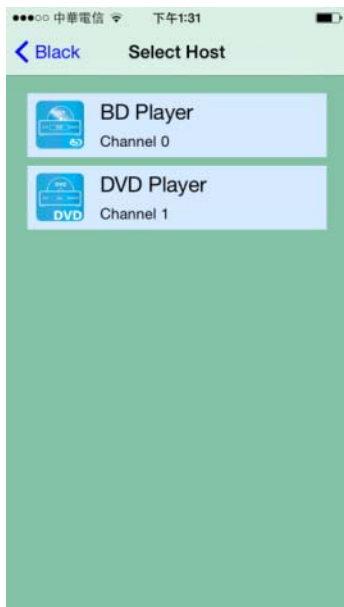 中華電信 下午1:31
Black Select Host
BD Player
Channel 0
DVD Player
DVD
Channel 1